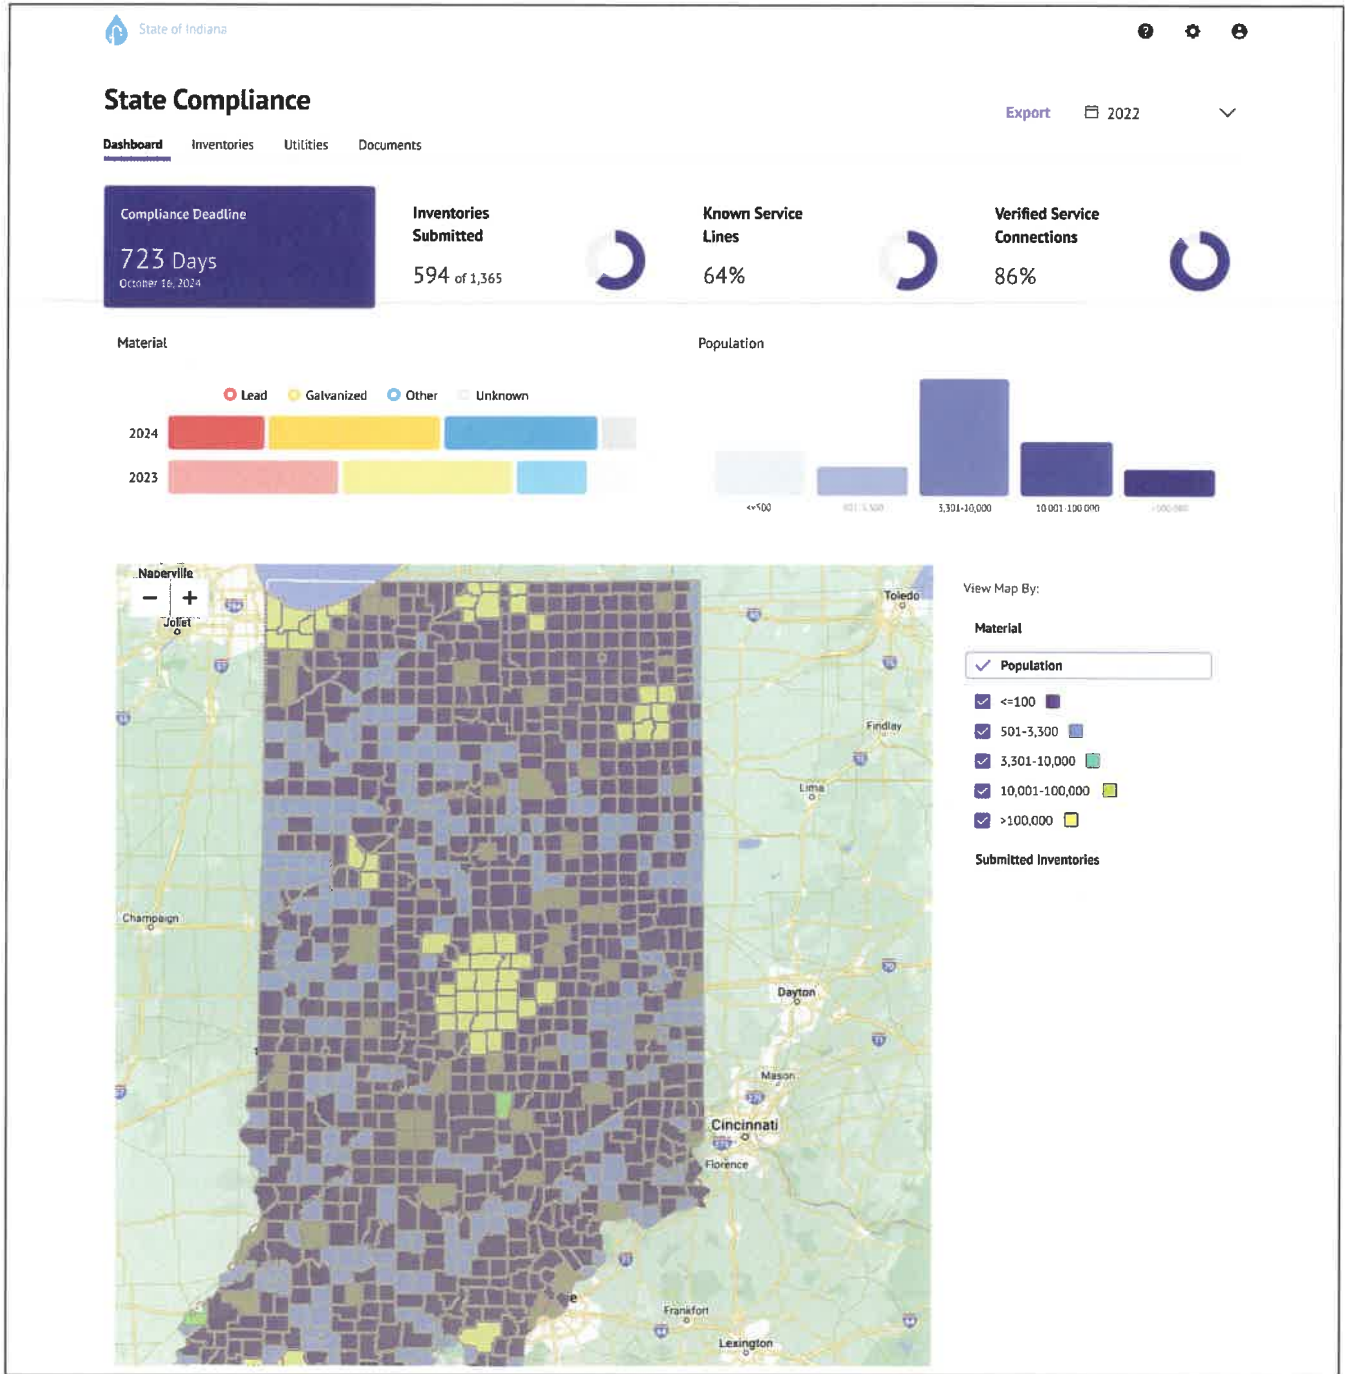 State of Indiana
State Compliance
Export
2022
Dashboard
Inventories
Utilities
Documents
Compliance Deadline
723 Days
October 16, 2024
Inventories
Submitted
594 of 1,365
Known Service
Lines
64%
Verified Service
Connections
86%
Material
Lead
Galvanized
Other
Unknown
2024
2023
Population
<=500
3,301-10,000
10,001-100,000
Naperville
− +
Joliet
Champaign
Toledo
Findlay
Lima
Dayton
Mason
Cincinnati
Florence
Frankfort
Lexington
e
View Map By:
Material
Population
<=100
501-3,300
3,301-10,000
10,001-100,000
>100,000
Submitted Inventories